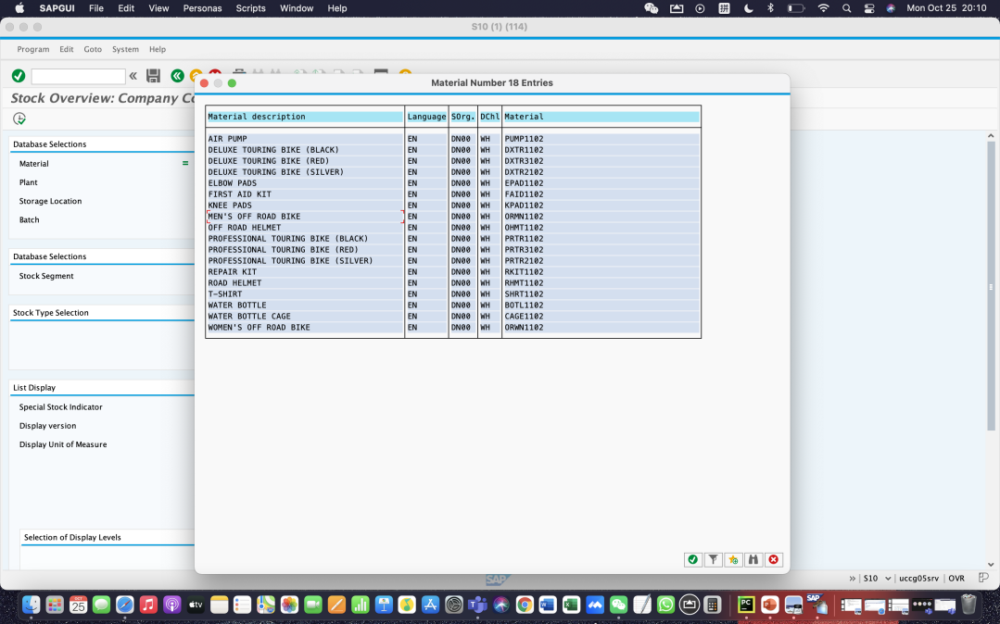 SAPGUI File Edit View Personas Scripts Window Help Mon Oct 25 20:10
S10 (1) (114)
Program Edit Goto System Help
Stock Overview: Company Co
Material Number 18 Entries
Database Selections
Material =
Plant
Storage Location
Batch
Database Selections
Stock Segment
Stock Type Selection
List Display
Special Stock Indicator
Display version
Display Unit of Measure
Selection of Display Levels
Material description Language SOrg. DChl Material
AIR PUMP EN DN00 WH PUMP1102
DELUXE TOURING BIKE (BLACK) EN DN00 WH DXTR1102
DELUXE TOURING BIKE (RED) EN DN00 WH DXTR3102
DELUXE TOURING BIKE (SILVER) EN DN00 WH DXTR2102
ELBOW PADS EN DN00 WH EPAD1102
FIRST AID KIT EN DN00 WH FAID1102
KNEE PADS EN DN00 WH KPAD1102
MEN'S OFF ROAD BIKE EN DN00 WH ORMN1102
OFF ROAD HELMET EN DN00 WH OHMT1102
PROFESSIONAL TOURING BIKE (BLACK) EN DN00 WH PRTR1102
PROFESSIONAL TOURING BIKE (RED) EN DN00 WH PRTR3102
PROFESSIONAL TOURING BIKE (SILVER) EN DN00 WH PRTR2102
REPAIR KIT EN DN00 WH RKIT1102
ROAD HELMET EN DN00 WH RHMT1102
T-SHIRT EN DN00 WH SHRT1102
WATER BOTTLE EN DN00 WH BOTL1102
WATER BOTTLE CAGE EN DN00 WH CAGE1102
WOMEN'S OFF ROAD BIKE EN DN00 WH ORWN1102
SAP
S10 uccg05srv OVR
OCT
25
tv
PC
SAP